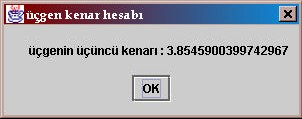 üçgen kenar hesabı
üçgenin üçüncü kenarı : 3.8545900399742967
OK